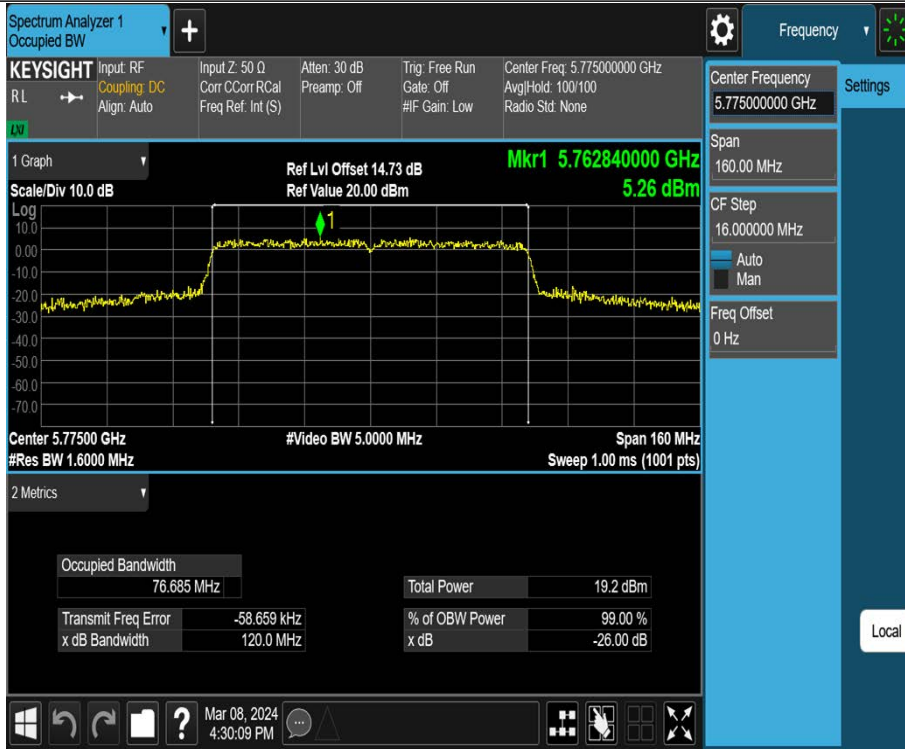 Spectrum Analyzer 1
Occupied BW
+
Frequency
KEYSIGHT
R L
LXI
Input: RF
Coupling: DC
Align: Auto
Input Z: 50 Ω
Corr CCorr RCal
Freq Ref: Int (S)
Atten: 30 dB
Preamp: Off
Trig: Free Run
Gate: Off
#IF Gain: Low
Center Freq: 5.775000000 GHz
Avg|Hold: 100/100
Radio Std: None
Center Frequency
5.775000000 GHz
Settings
Span
160.00 MHz
CF Step
16.000000 MHz
Auto
Man
Freq Offset
0 Hz
Local
1 Graph
Scale/Div 10.0 dB
Ref Lvl Offset 14.73 dB
Ref Value 20.00 dBm
Mkr1 5.762840000 GHz
5.26 dBm
Log
1
10.0
0.00
-10.0
-20.0
-30.0
-40.0
-50.0
-60.0
-70.0
Center 5.77500 GHz
#Video BW 5.0000 MHz
Span 160 MHz
#Res BW 1.6000 MHz
Sweep 1.00 ms (1001 pts)
2 Metrics
Occupied Bandwidth
76.685 MHz
Total Power 19.2 dBm
Transmit Freq Error -58.659 kHz
% of OBW Power 99.00 %
x dB Bandwidth 120.0 MHz
x dB -26.00 dB
?
Mar 08, 2024
4:30:09 PM